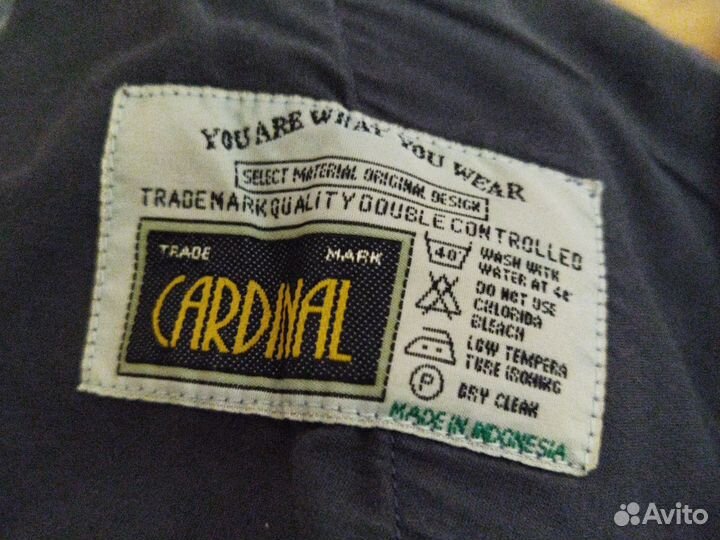 YOU ARE WHAT YOU WEAR
SELECT MATERIAL ORIGINAL DESIGN
TRADEMARK QUALITY DOUBLE CONTROLLED
TRADE MARK
CARDINAL
40°
WASH WITH
WATER AT 40°
DO NOT USE
CHLORIDA
BLEACH
LOW TEMPERA
TURE IRONING
P
DRY CLEAN
MADE IN INDONESIA
Avito